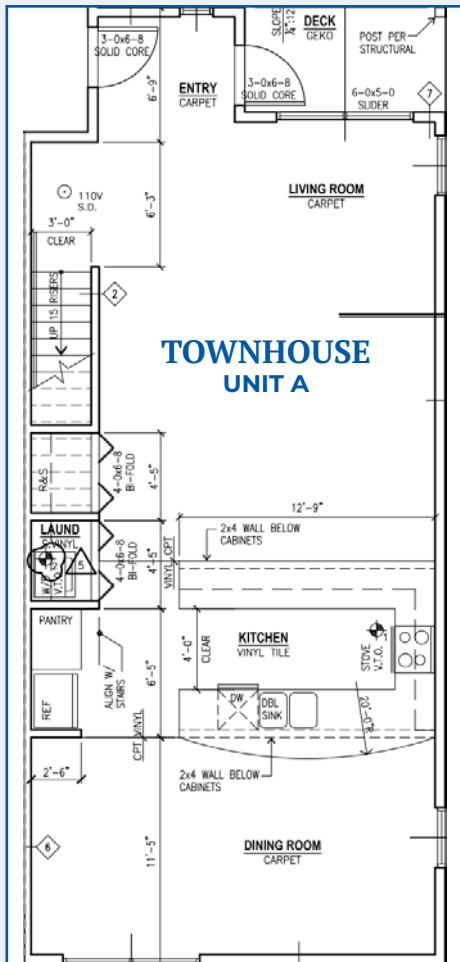 DECK
GEKO
SLOPE
¼":12
POST PER
STRUCTURAL
3-0x6-8
SOLID CORE
ENTRY
CARPET
3-0x6-8
SOLID CORE
6-0x5-0
SLIDER
7
6'-9"
110V
S.D.
6'-3"
LIVING ROOM
CARPET
3'-0"
CLEAR
2
UP 15 RISERS
TOWNHOUSE
UNIT A
R&S
4-0x6-8
BI-FOLD
4'-5"
12'-9"
LAUND
VINYL
5
4-0x6-8
BI-FOLD
4'-5"
VINYL
CPT
2x4 WALL BELOW
CABINETS
PANTRY
REF
ALIGN W/
STAIRS
6'-5"
4'-0"
CLEAR
KITCHEN
VINYL TILE
STOVE
V.T.O.
DW
DBL
SINK
20'-0"R
CPT
VINYL
2'-6"
2x4 WALL BELOW
CABINETS
6
11'-5"
DINING ROOM
CARPET